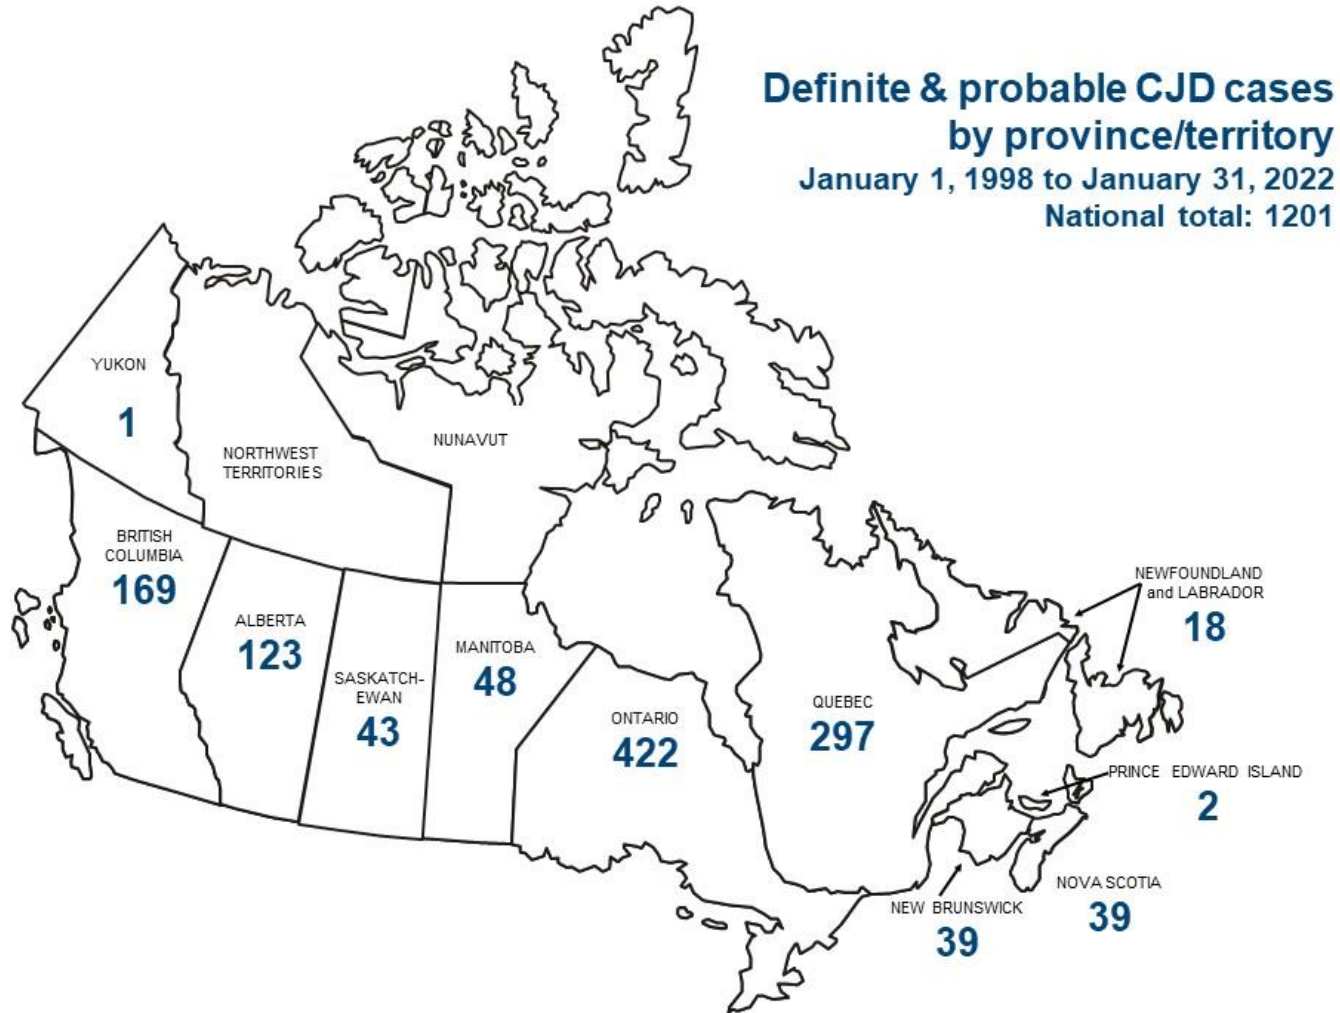 Definite & probable CJD cases
by province/territory
January 1, 1998 to January 31, 2022
National total: 1201
YUKON
1
NORTHWEST
TERRITORIES
NUNAVUT
BRITISH
COLUMBIA
169
ALBERTA
123
SASKATCH-
EWAN
43
MANITOBA
48
ONTARIO
422
QUEBEC
297
NEWFOUNDLAND
and LABRADOR
18
PRINCE EDWARD ISLAND
2
NOVA SCOTIA
39
NEW BRUNSWICK
39